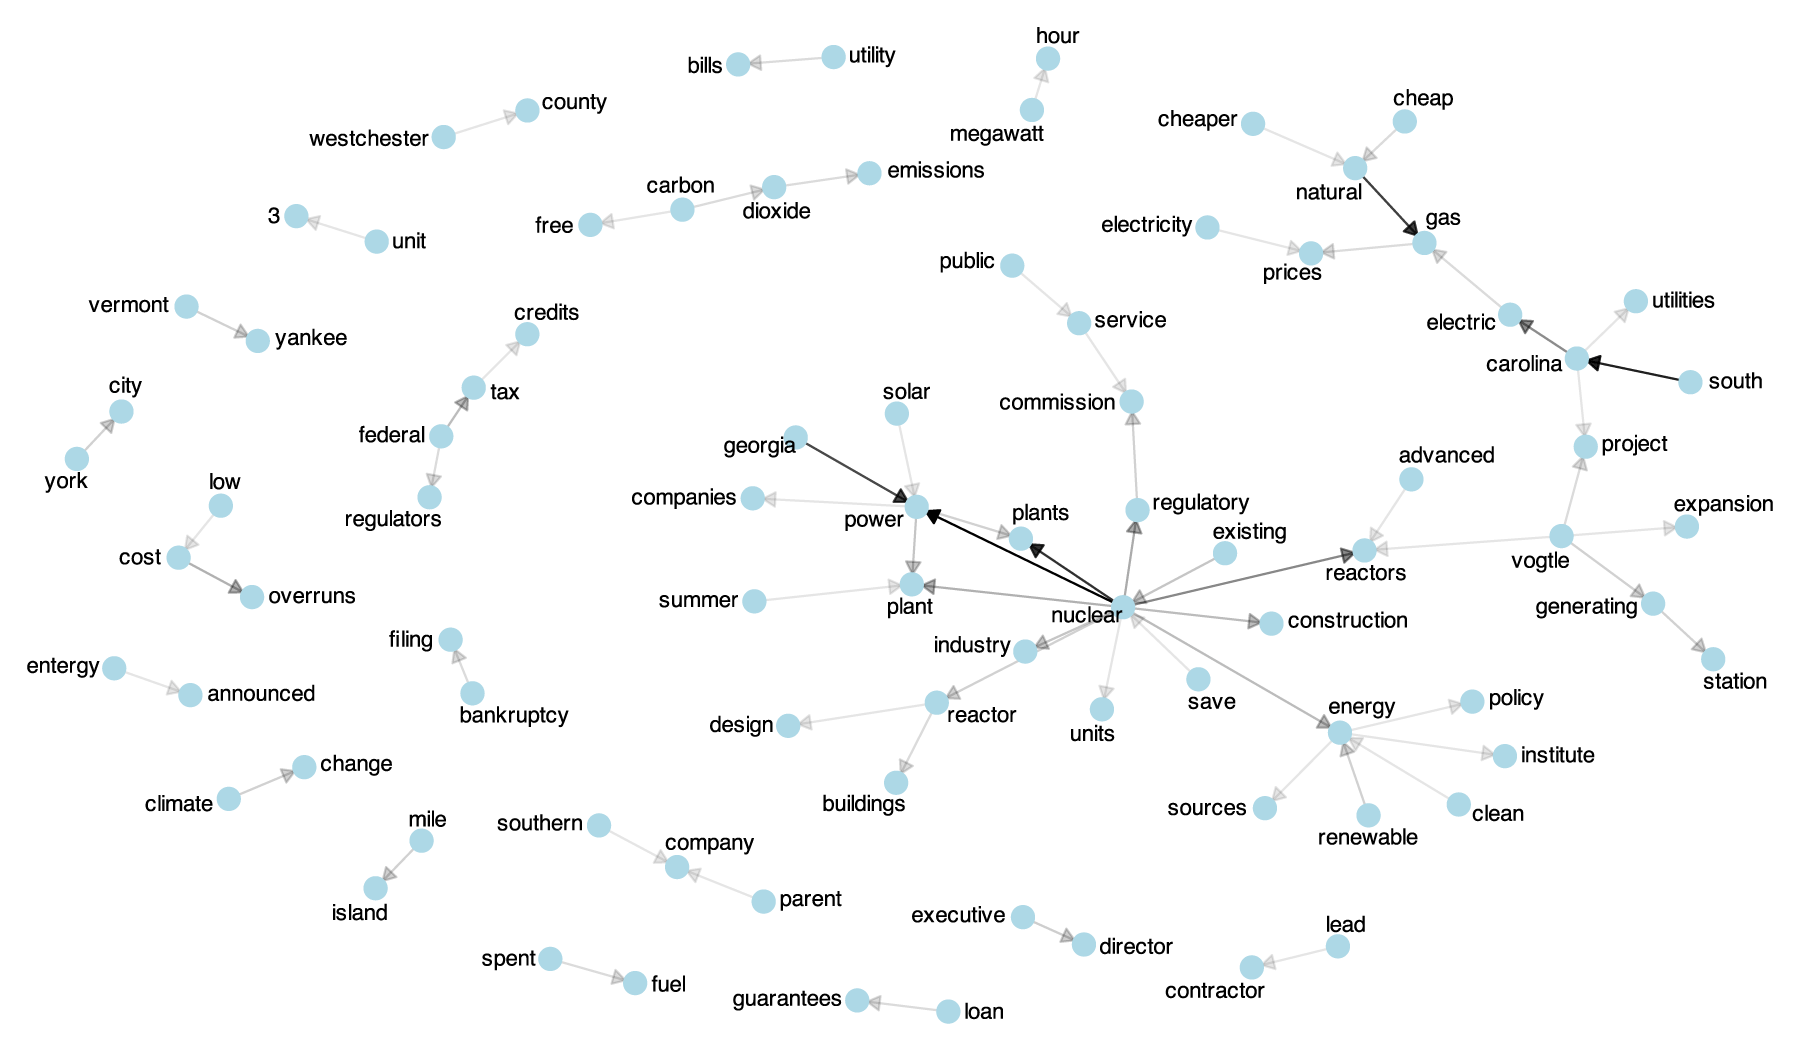 hour
bills
utility
cheap
county
cheaper
westchester
megawatt
emissions
carbon
natural
dioxide
3
free
gas
electricity
unit
public
prices
vermont
utilities
credits
service
electric
yankee
carolina
south
city
tax
solar
commission
federal
georgia
project
advanced
york
low
companies
regulatory
expansion
regulators
power
plants
existing
cost
reactors
vogtle
overruns
summer
plant
nuclear
generating
construction
filing
industry
entergy
station
announced
save
policy
bankruptcy
design
reactor
energy
units
institute
change
climate
buildings
sources
mile
southern
clean
renewable
company
parent
island
executive
lead
director
spent
fuel
contractor
guarantees
loan